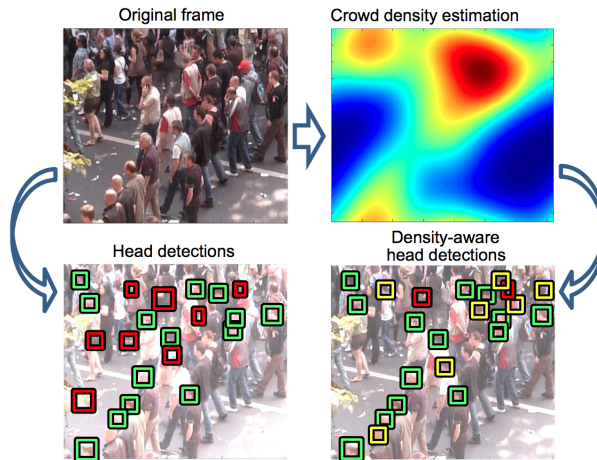 Original frame
Crowd density estimation
Head detections
Density-aware
head detections